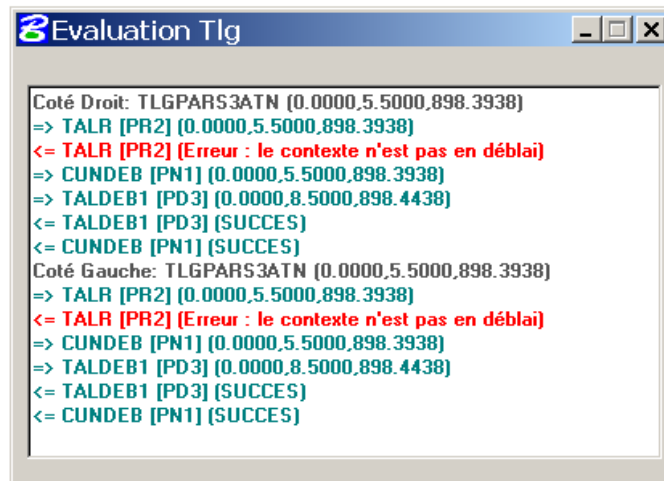 Evaluation Tlg
Coté Droit: TLGPARS3ATN (0.0000,5.5000,898.3938)
=> TALR [PR2] (0.0000,5.5000,898.3938)
<= TALR [PR2] (Erreur : le contexte n'est pas en déblai)
=> CUNDEB [PN1] (0.0000,5.5000,898.3938)
=> TALDEB1 [PD3] (0.0000,8.5000,898.4438)
<= TALDEB1 [PD3] (SUCCES)
<= CUNDEB [PN1] (SUCCES)
Coté Gauche: TLGPARS3ATN (0.0000,5.5000,898.3938)
=> TALR [PR2] (0.0000,5.5000,898.3938)
<= TALR [PR2] (Erreur : le contexte n'est pas en déblai)
=> CUNDEB [PN1] (0.0000,5.5000,898.3938)
=> TALDEB1 [PD3] (0.0000,8.5000,898.4438)
<= TALDEB1 [PD3] (SUCCES)
<= CUNDEB [PN1] (SUCCES)